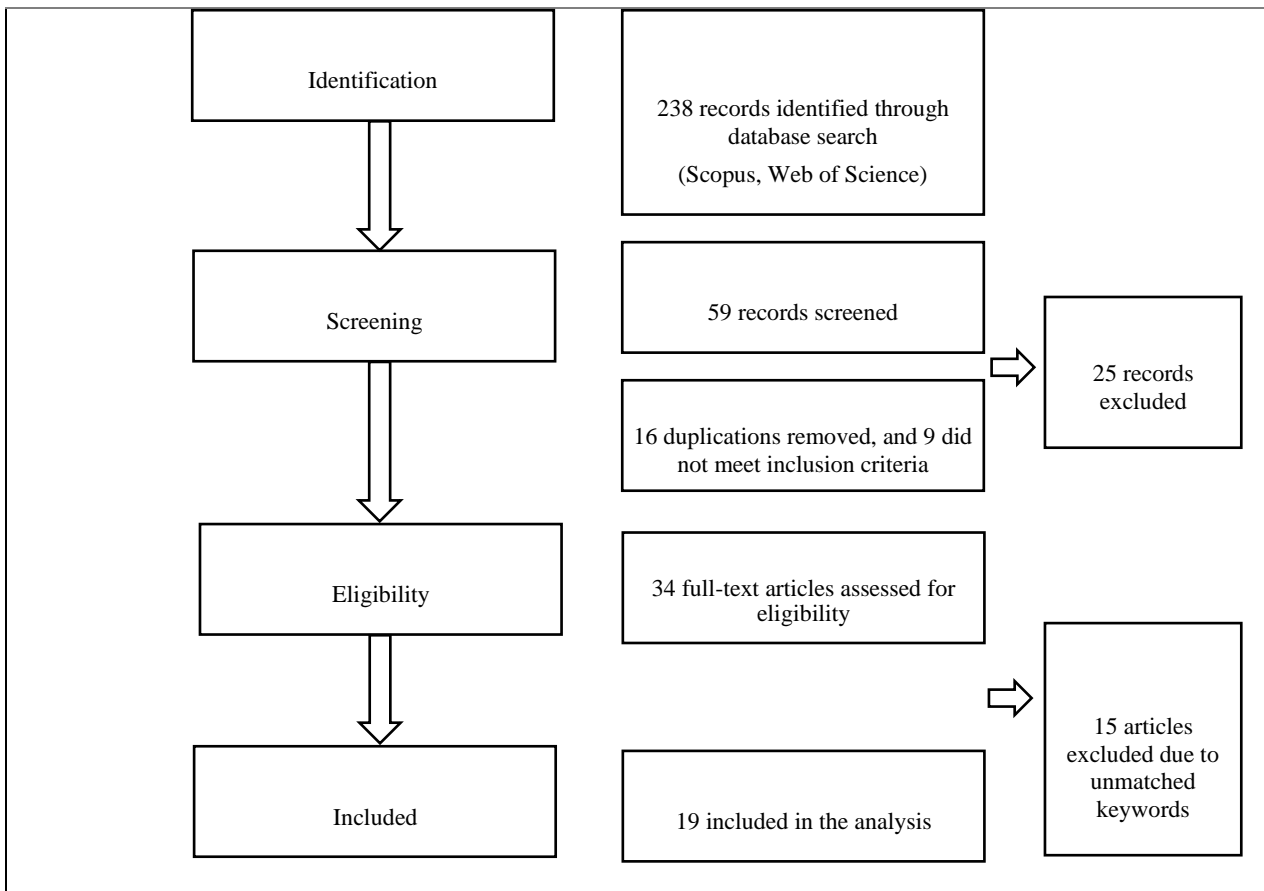 Identification
238 records identified through
database search
(Scopus, Web of Science)
Screening
59 records screened
25 records
excluded
16 duplications removed, and 9 did
not meet inclusion criteria
Eligibility
34 full-text articles assessed for
eligibility
15 articles
excluded due to
unmatched
keywords
Included
19 included in the analysis